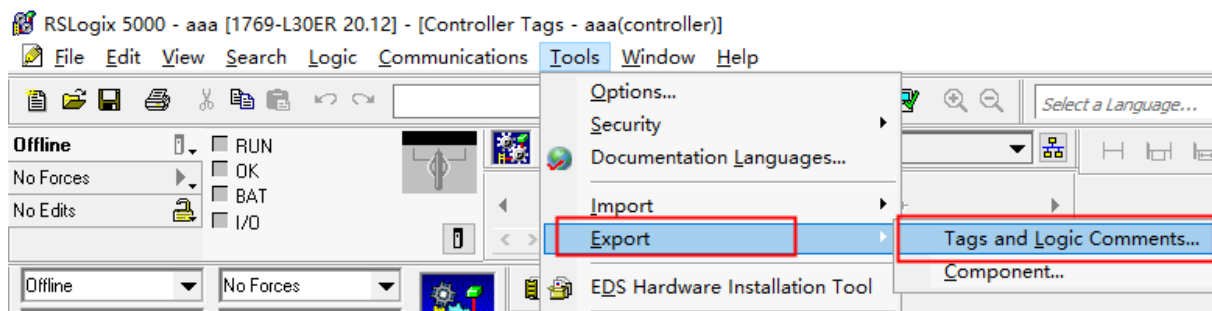 RSLogix 5000 - aaa [1769-L30ER 20.12] - [Controller Tags - aaa(controller)]
File Edit View Search Logic Communications Tools Window Help
Options...
Select a Language...
Security
Offline
RUN
Documentation Languages...
No Forces
OK
BAT
Import
No Edits
I/O
Export
Tags and Logic Comments...
Component...
Offline
No Forces
EDS Hardware Installation Tool